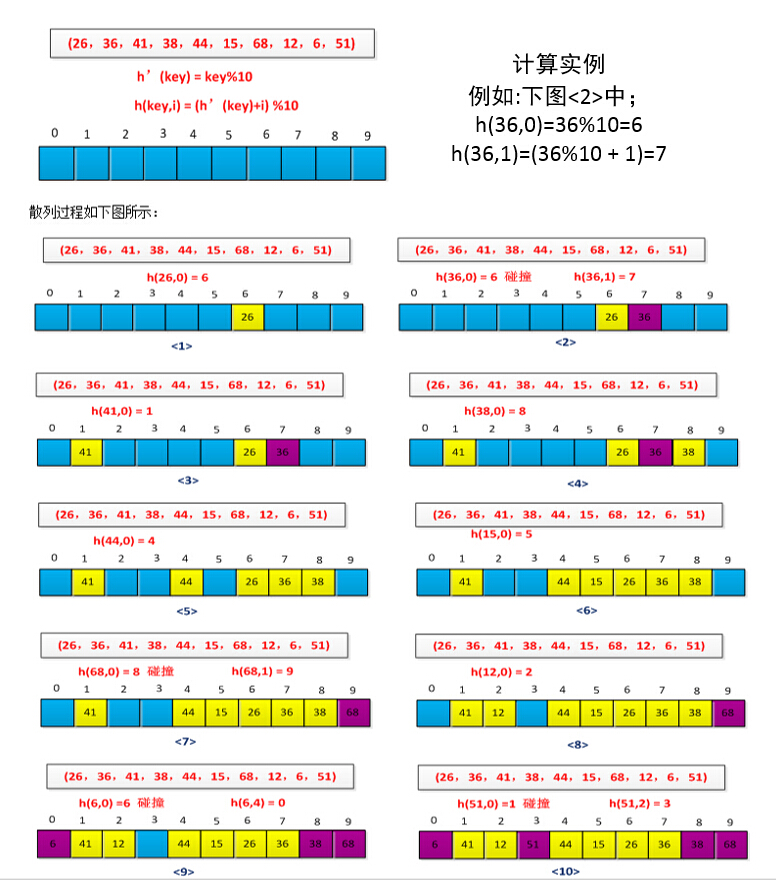 (26, 36, 41, 38, 44, 15, 68, 12, 6, 51)
h’(key) = key%10
h(key,i) = (h’(key)+i) %10
0 1 2 3 4 5 6 7 8 9
计算实例
例如:下图<2>中;
h(36,0)=36%10=6
h(36,1)=(36%10 + 1)=7
散列过程如下图所示:
(26, 36, 41, 38, 44, 15, 68, 12, 6, 51)
h(26,0) = 6
0 1 2 3 4 5 6 7 8 9
26
<1>
(26, 36, 41, 38, 44, 15, 68, 12, 6, 51)
h(36,0) = 6 碰撞 h(36,1) = 7
0 1 2 3 4 5 6 7 8 9
26 36
<2>
(26, 36, 41, 38, 44, 15, 68, 12, 6, 51)
h(41,0) = 1
0 1 2 3 4 5 6 7 8 9
41 26 36
<3>
(26, 36, 41, 38, 44, 15, 68, 12, 6, 51)
h(38,0) = 8
0 1 2 3 4 5 6 7 8 9
41 26 36 38
<4>
(26, 36, 41, 38, 44, 15, 68, 12, 6, 51)
h(44,0) = 4
0 1 2 3 4 5 6 7 8 9
41 44 26 36 38
<5>
(26, 36, 41, 38, 44, 15, 68, 12, 6, 51)
h(15,0) = 5
0 1 2 3 4 5 6 7 8 9
41 44 15 26 36 38
<6>
(26, 36, 41, 38, 44, 15, 68, 12, 6, 51)
h(68,0) = 8 碰撞 h(68,1) = 9
0 1 2 3 4 5 6 7 8 9
41 44 15 26 36 38 68
<7>
(26, 36, 41, 38, 44, 15, 68, 12, 6, 51)
h(12,0) = 2
0 1 2 3 4 5 6 7 8 9
41 12 44 15 26 36 38 68
<8>
(26, 36, 41, 38, 44, 15, 68, 12, 6, 51)
h(6,0) =6 碰撞 h(6,4) = 0
0 1 2 3 4 5 6 7 8 9
6 41 12 44 15 26 36 38 68
<9>
(26, 36, 41, 38, 44, 15, 68, 12, 6, 51)
h(51,0) =1 碰撞 h(51,2) = 3
0 1 2 3 4 5 6 7 8 9
6 41 12 51 44 15 26 36 38 68
<10>